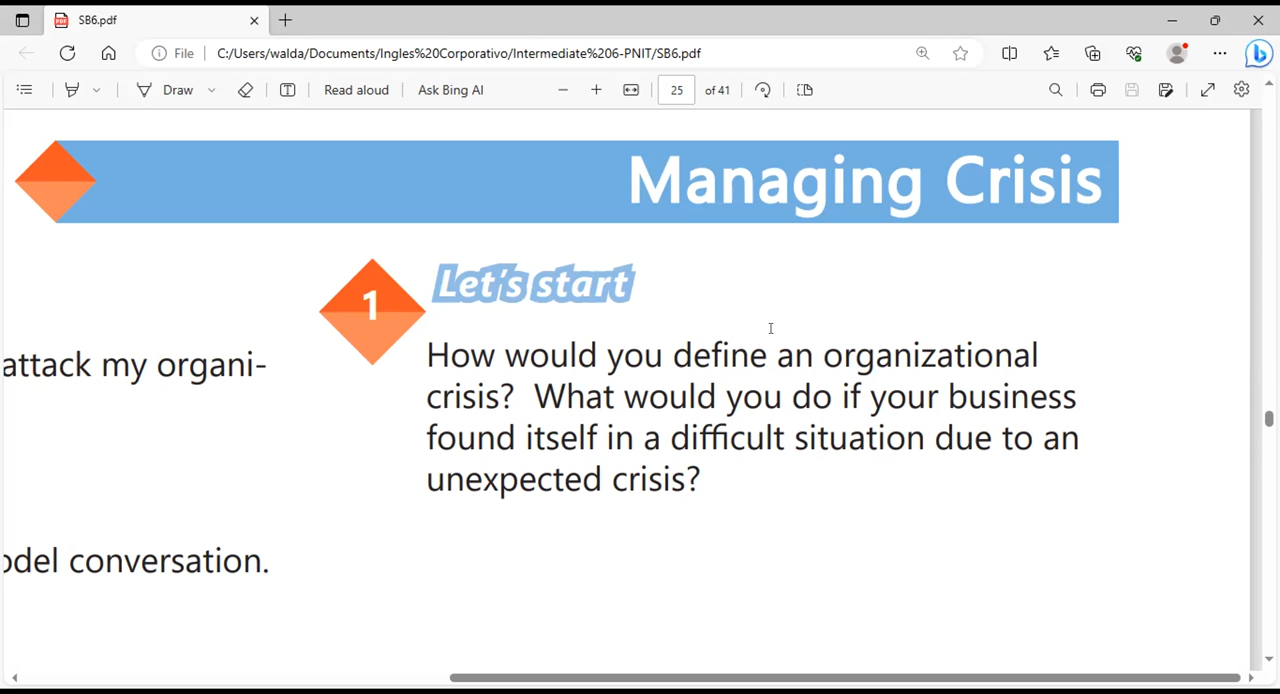 SB6.pdf
File C:/Users/walda/Documents/Ingles%20Corporativo/Intermediate%206-PNIT/SB6.pdf
Draw Read aloud Ask Bing AI 25 of 41
Managing Crisis
Let's start
1
How would you define an organizational
crisis? What would you do if your business
found itself in a difficult situation due to an
unexpected crisis?
attack my organi-
odel conversation.